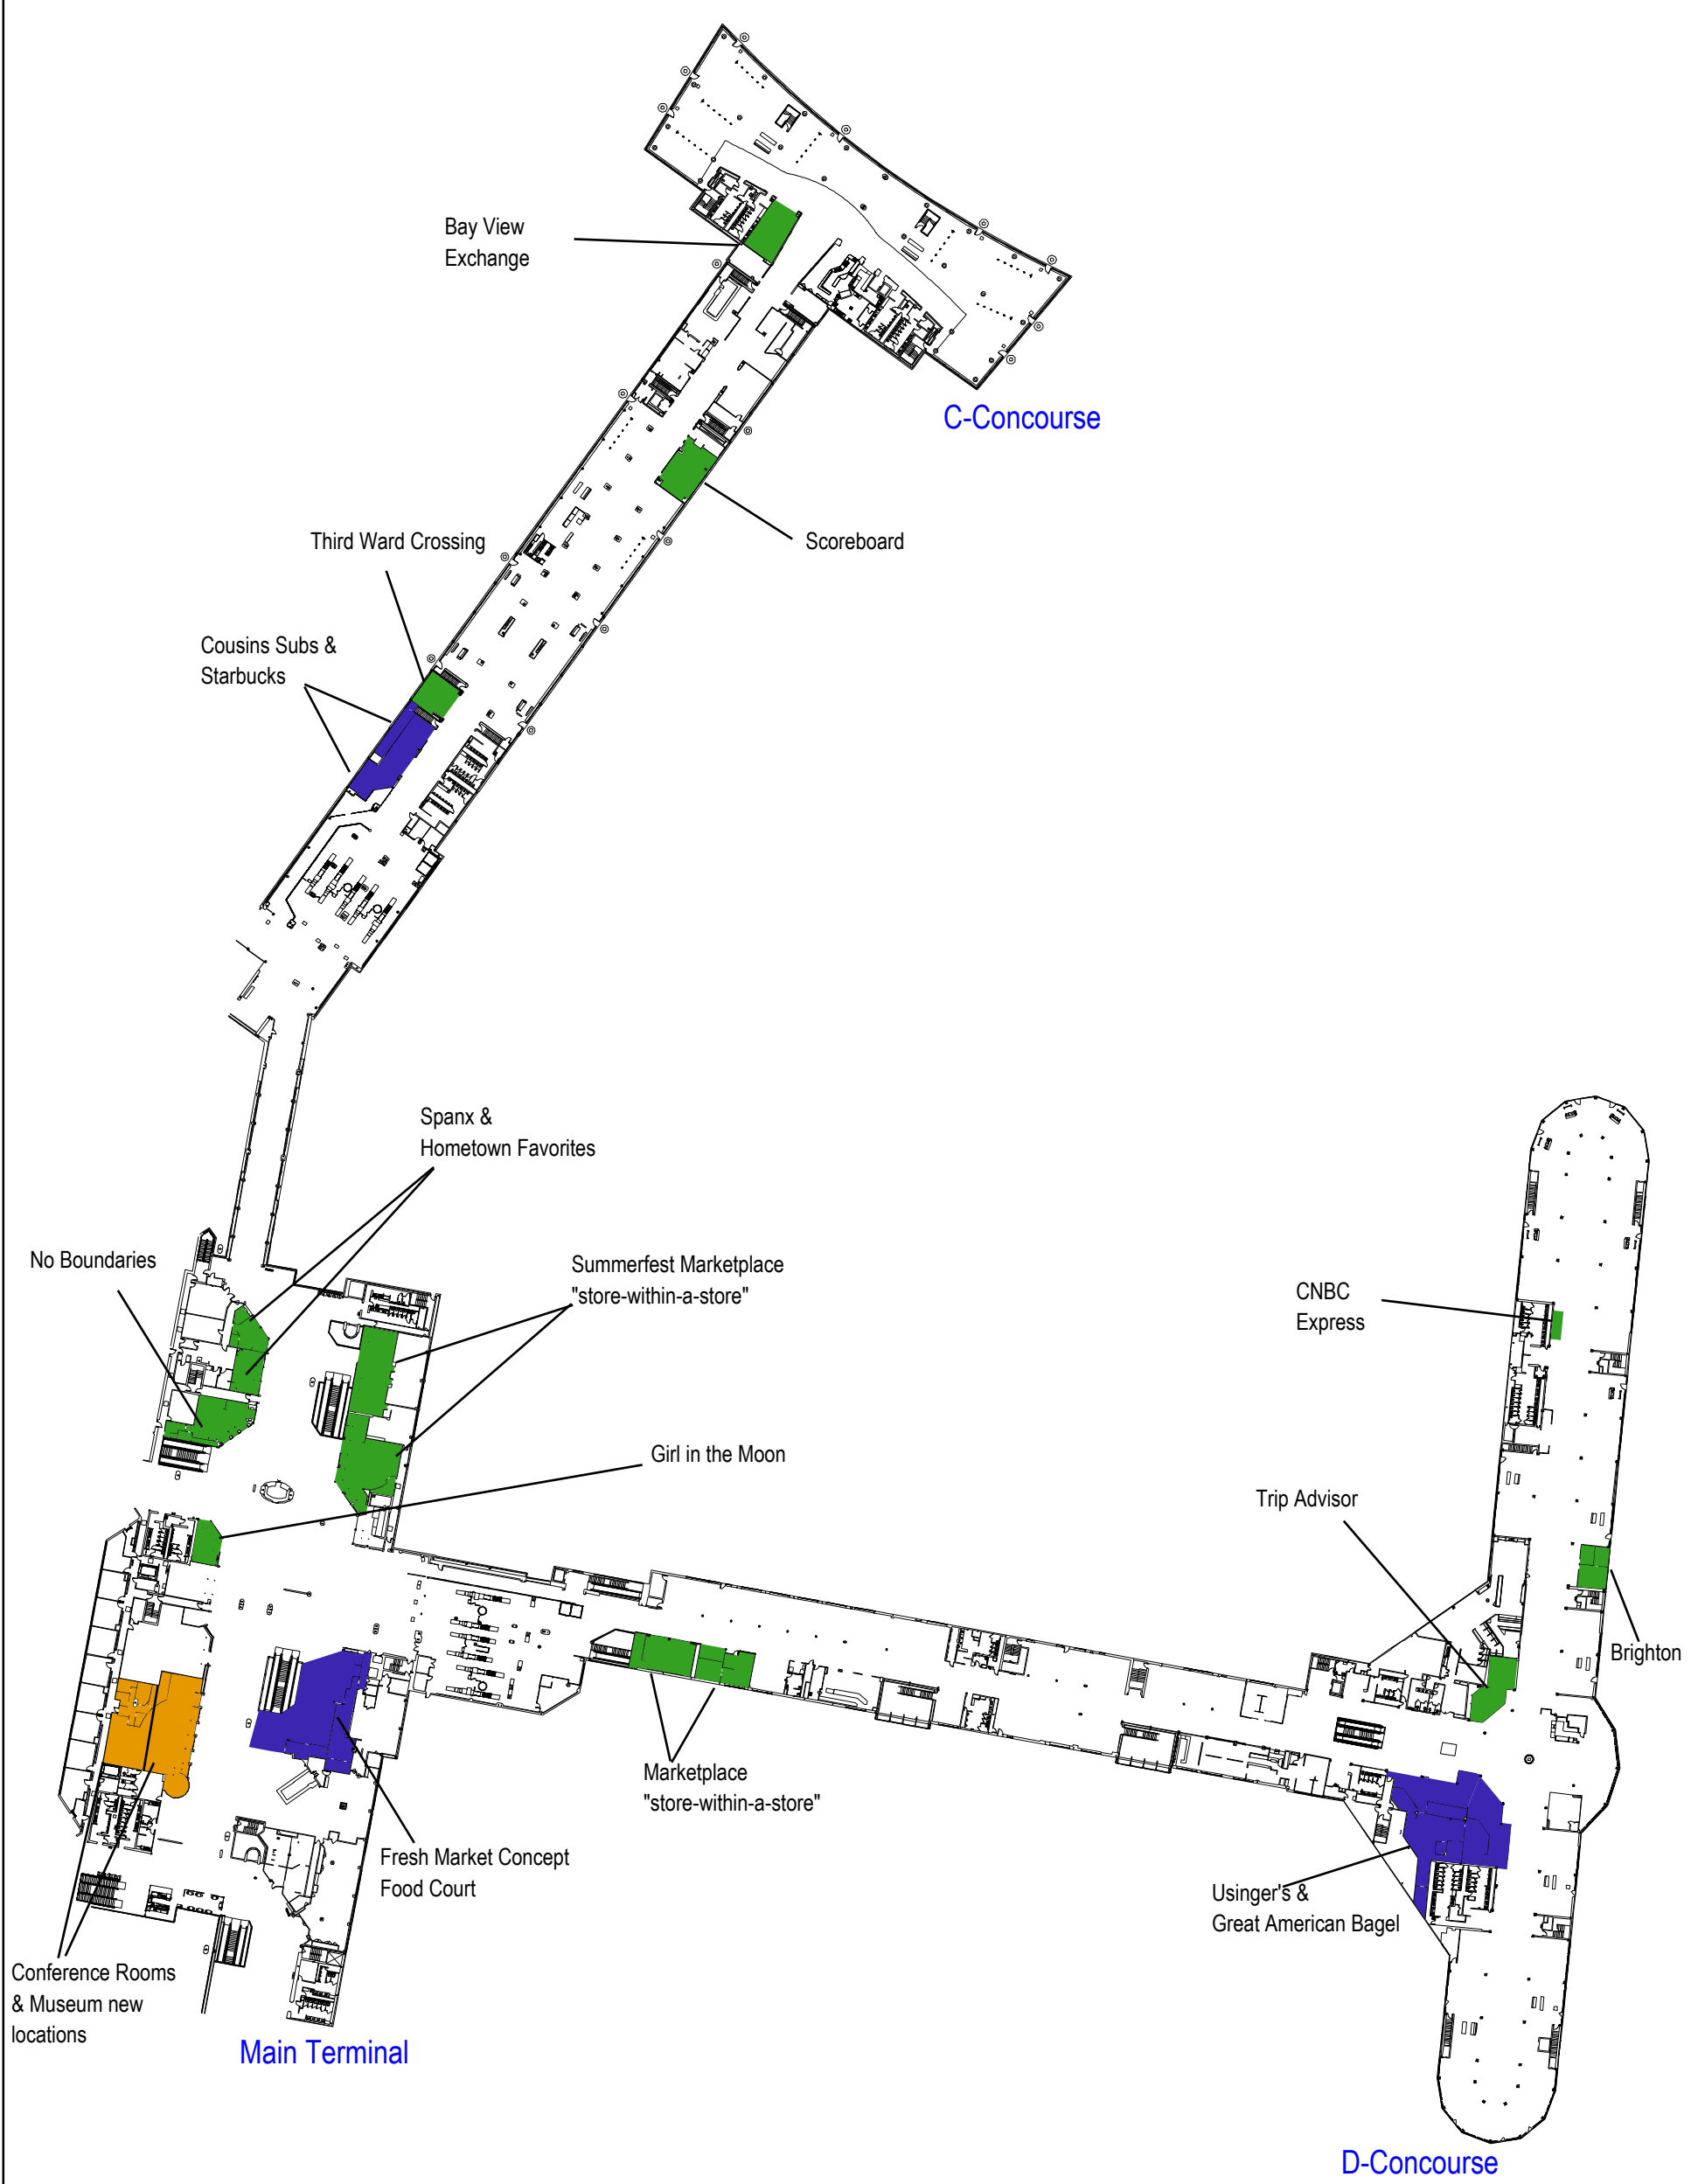 Bay View
Exchange
C-Concourse
Third Ward Crossing
Scoreboard
Cousins Subs &
Starbucks
Spanx &
Hometown Favorites
No Boundaries
Summerfest Marketplace
"store-within-a-store"
CNBC
Express
Girl in the Moon
Trip Advisor
Brighton
Marketplace
"store-within-a-store"
Fresh Market Concept
Food Court
Usinger's &
Great American Bagel
Conference Rooms
& Museum new
locations
Main Terminal
D-Concourse